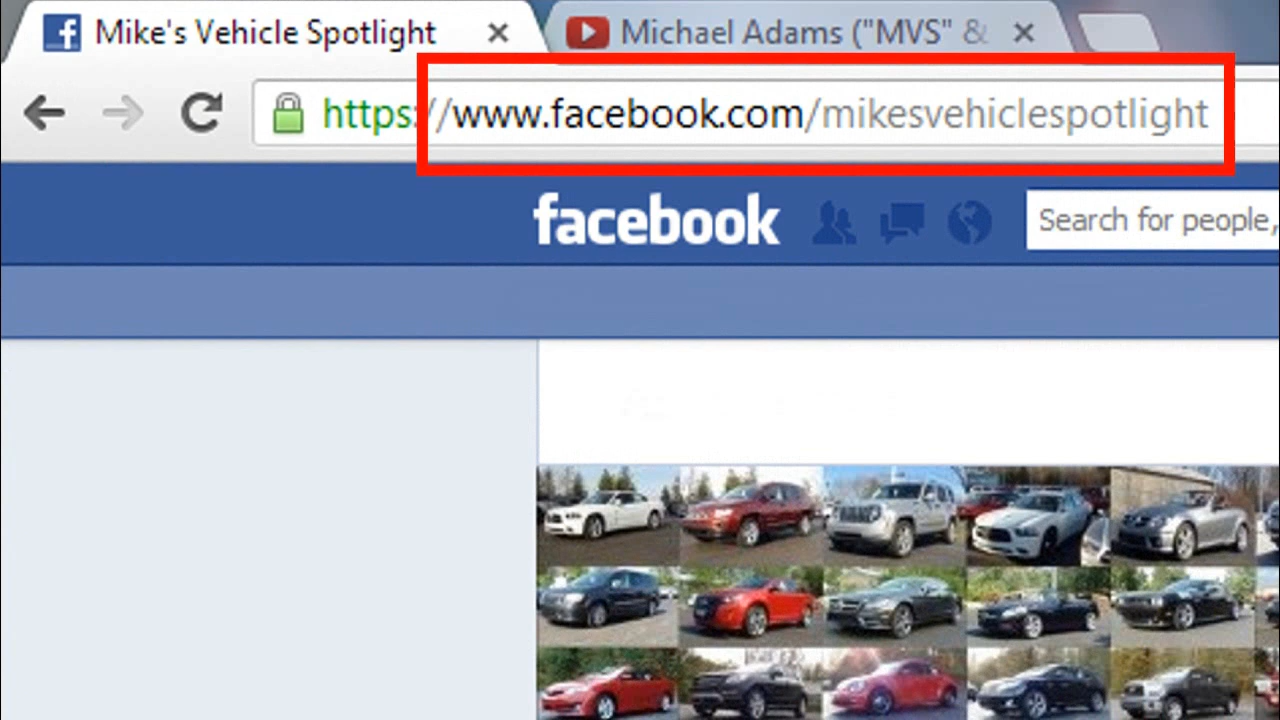 Mike's Vehicle Spotlight
Michael Adams ("MVS" &
https://www.facebook.com/mikesvehiclespotlight
facebook
Search for people,